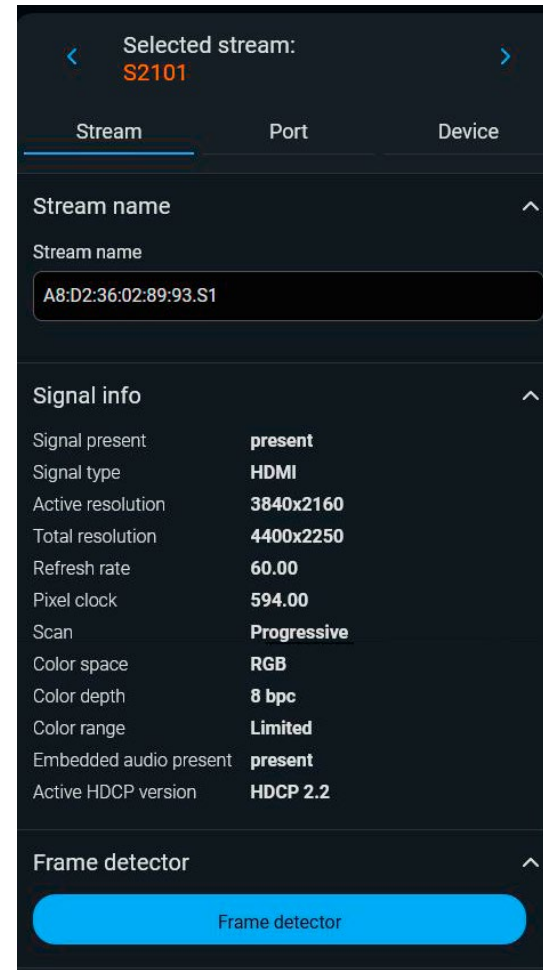 Selected stream:
S2101
Stream Port Device
Stream name
Stream name
A8:D2:36:02:89:93.S1
Signal info
Signal present present
Signal type HDMI
Active resolution 3840x2160
Total resolution 4400x2250
Refresh rate 60.00
Pixel clock 594.00
Scan Progressive
Color space RGB
Color depth 8 bpc
Color range Limited
Embedded audio present present
Active HDCP version HDCP 2.2
Frame detector
Frame detector